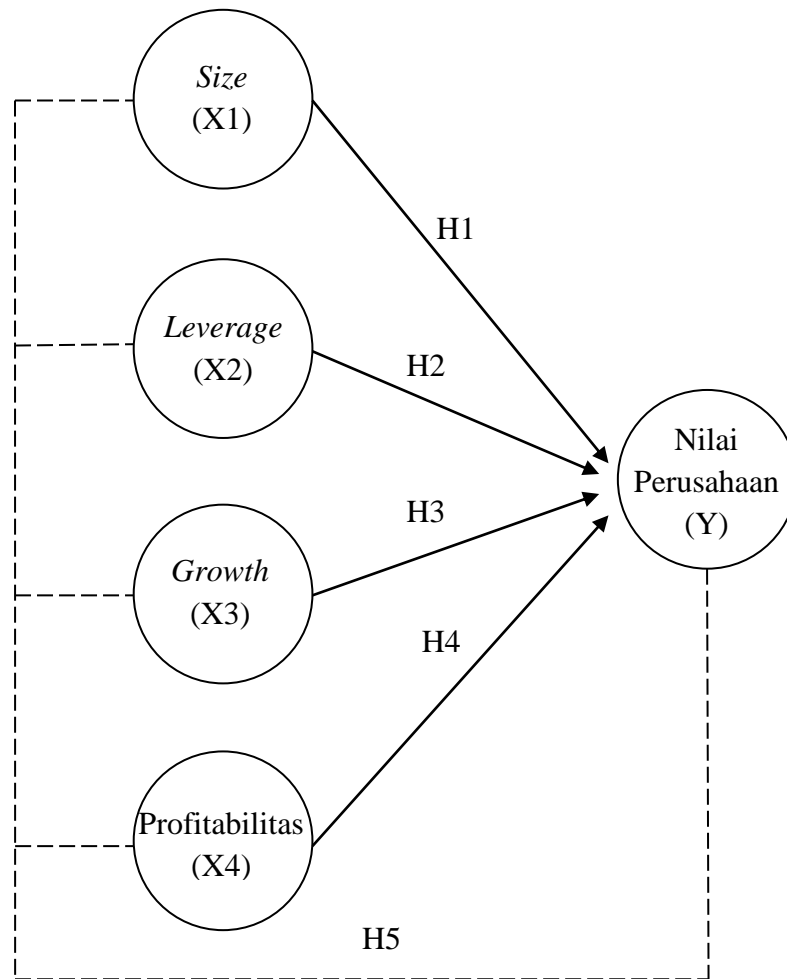 Size
(X1)
H1
Leverage
(X2)
H2
Nilai
Perusahaan
(Y)
H3
Growth
(X3)
H4
Profitabilitas
(X4)
H5